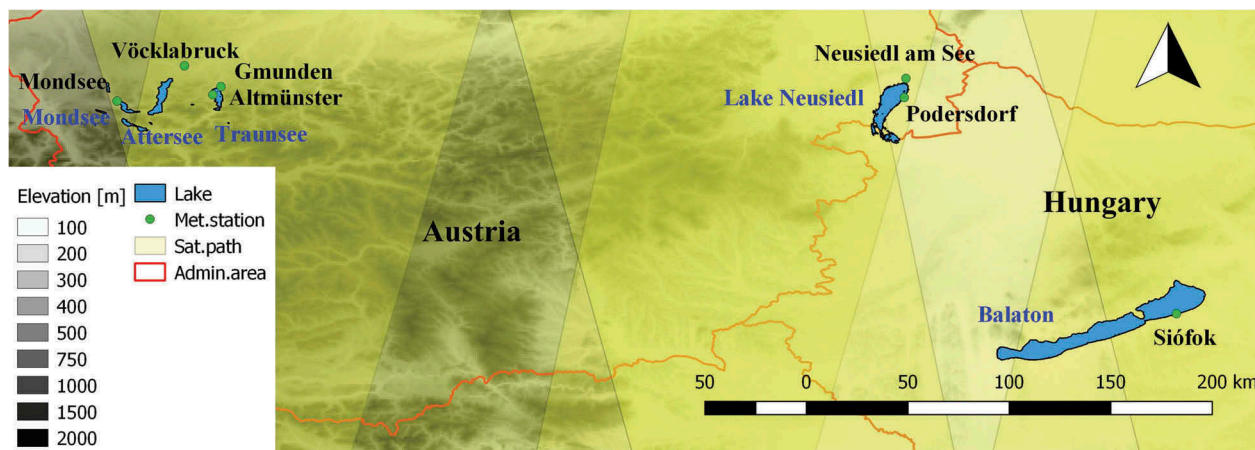 Vöcklabruck
Mondsee
Gmunden
Altmünster
Mondsee
Attersee
Traunsee
Neusiedl am See
Lake Neusiedl
Podersdorf
Austria
Hungary
Balaton
Siófok
Elevation [m]
100
200
300
400
500
750
1000
1500
2000
Lake
Met.station
Sat.path
Admin.area
50 0 50 100 150 200 km